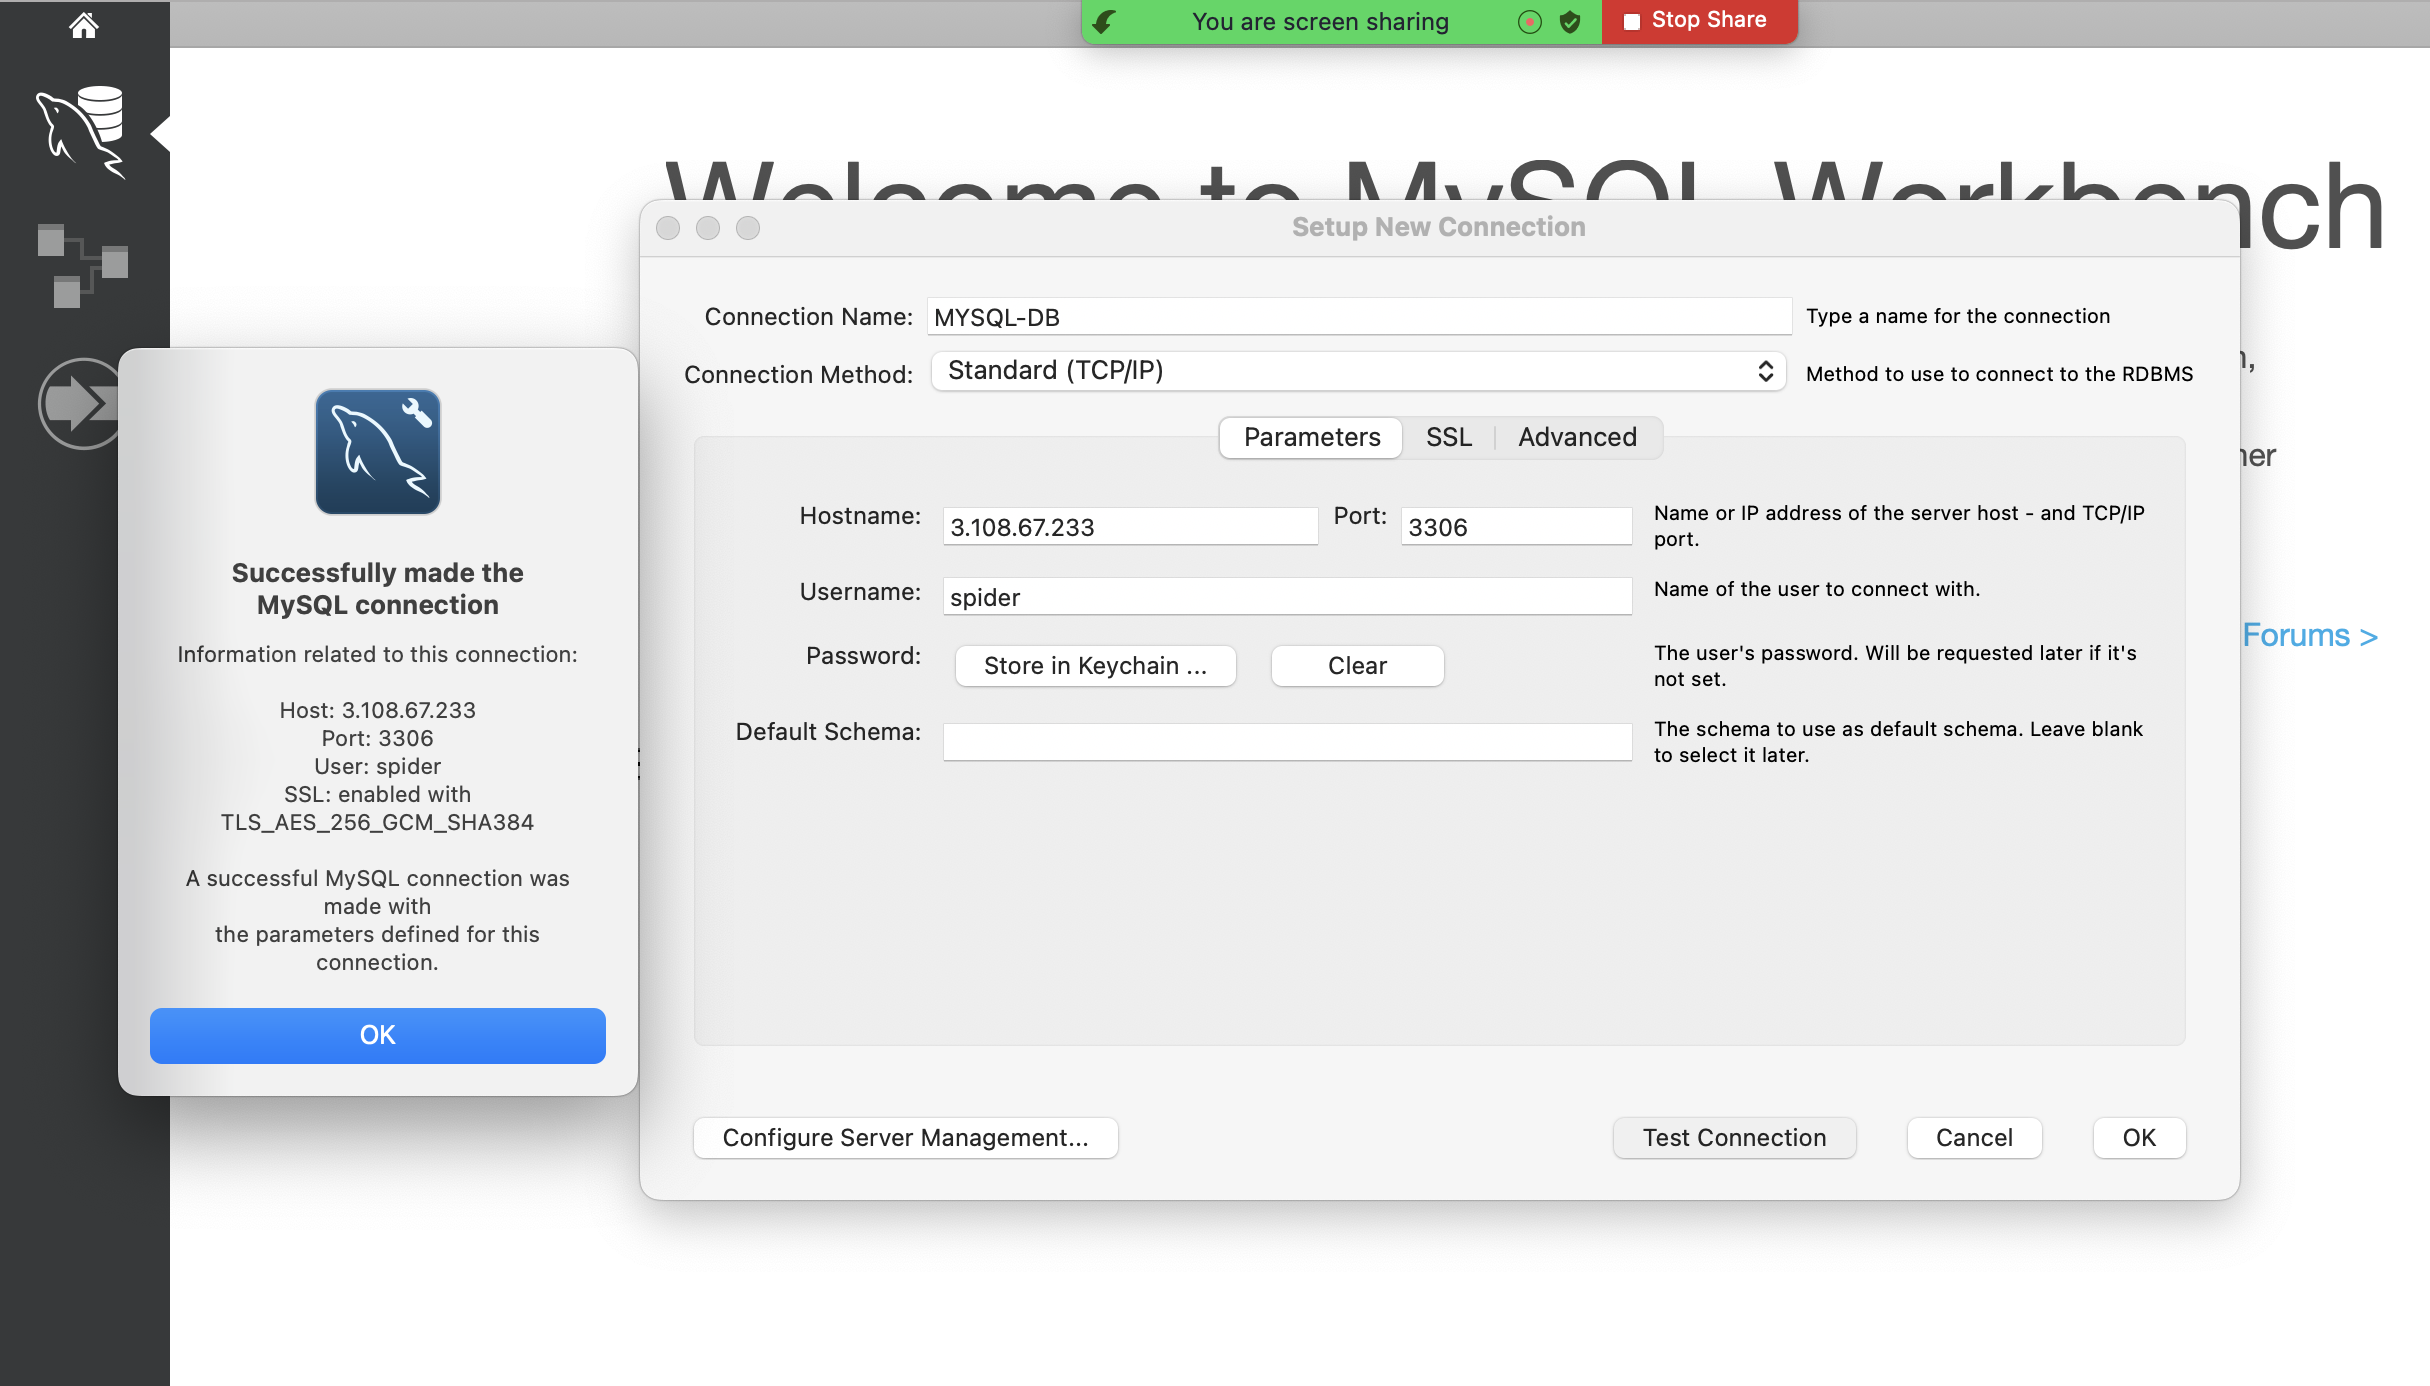 You are screen sharing
Stop Share
Welcome to MySQL Workbench
Setup New Connection
Connection Name: MYSQL-DB Type a name for the connection
Connection Method: Standard (TCP/IP) Method to use to connect to the RDBMS
Parameters SSL Advanced
Hostname: 3.108.67.233 Port: 3306 Name or IP address of the server host - and TCP/IP
port.
Username: spider Name of the user to connect with.
Password: Store in Keychain ... Clear The user's password. Will be requested later if it's
not set.
Default Schema: The schema to use as default schema. Leave blank
to select it later.
Configure Server Management... Test Connection Cancel OK
Successfully made the
MySQL connection
Information related to this connection:
Host: 3.108.67.233
Port: 3306
User: spider
SSL: enabled with
TLS_AES_256_GCM_SHA384
A successful MySQL connection was
made with
the parameters defined for this
connection.
OK
Forums >